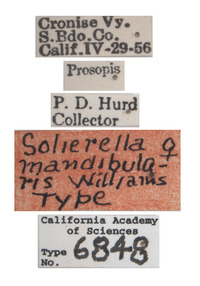 Cronise Vy.
S.Bdo.Co.
Calif.IV-29-56
Prosopis
P. D. Hurd
Collector
Solierella ♀
mandibula-
ris Williams
Type
California Academy
of Sciences
Type
No. 6848